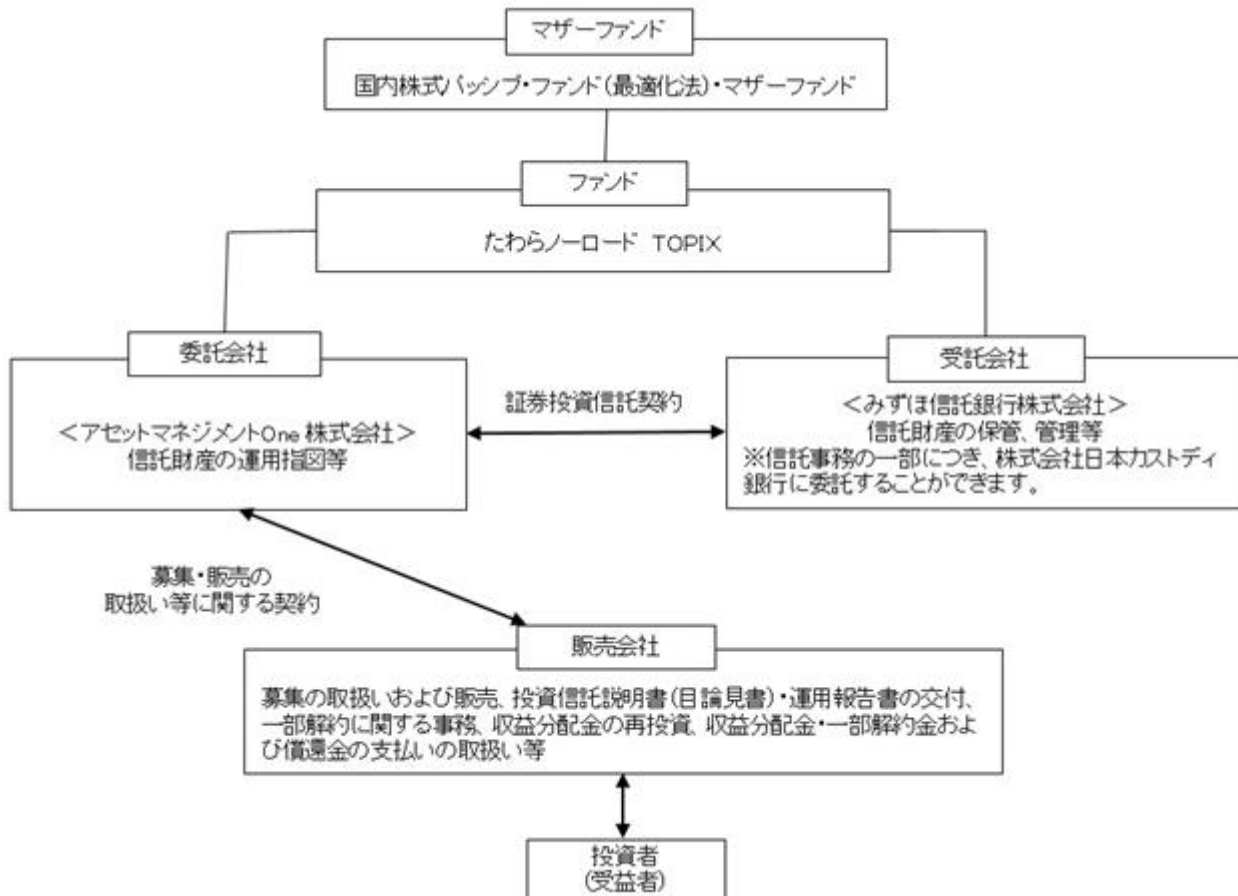 マザーファンド
国内株式パッシブ・ファンド(最適化法)・マザーファンド
ファンド
たわらノーロード TOPIX
委託会社
<アセットマネジメントOne 株式会社>
信託財産の運用指図等
証券投資信託契約
受託会社
<みずほ信託銀行株式会社>
信託財産の保管、管理等
※信託事務の一部につき、株式会社日本カストディ
銀行に委託することができます。
募集・販売の
取扱い等に関する契約
販売会社
募集の取扱いおよび販売、投資信託説明書(目論見書)・運用報告書の交付、
一部解約に関する事務、収益分配金の再投資、収益分配金・一部解約金およ
び償還金の支払いの取扱い等
投資者
(受益者)